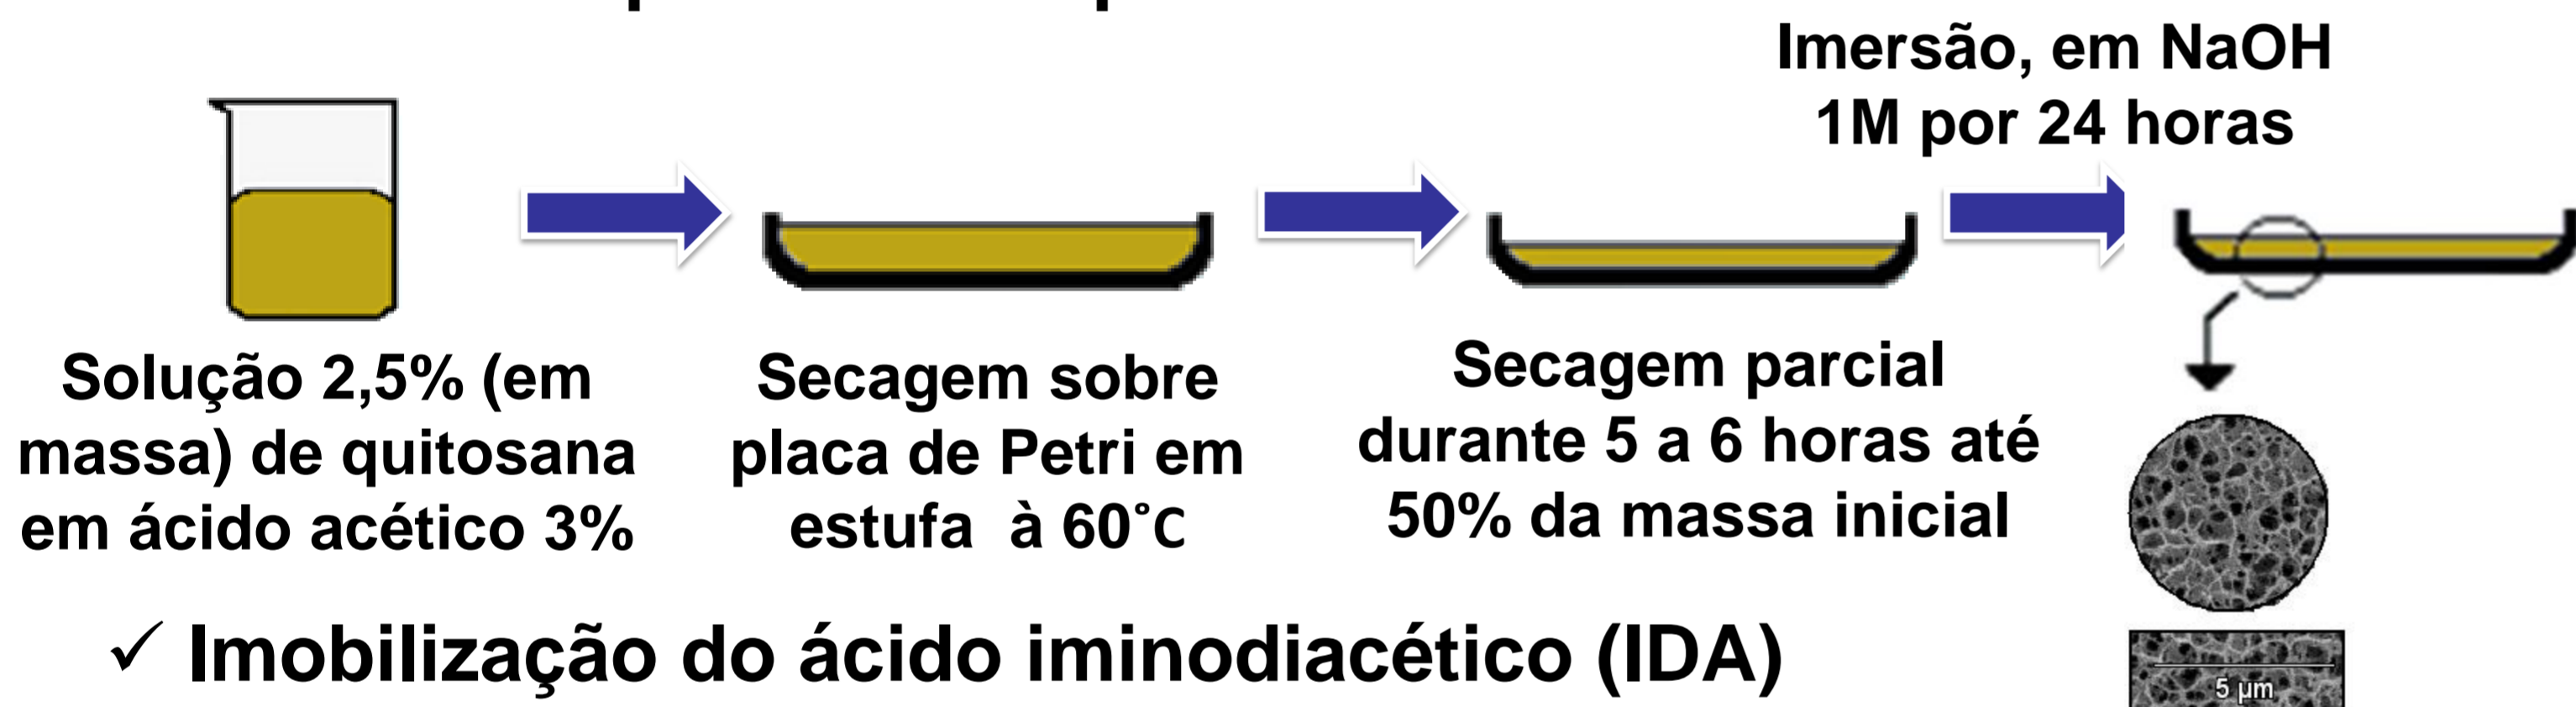 Imersão, em NaOH
1M por 24 horas
Solução 2,5% (em
massa) de quitosana
em ácido acético 3%
Secagem sobre
placa de Petri em
estufa à 60˚C
Secagem parcial
durante 5 a 6 horas até
50% da massa inicial
✓ Imobilização do ácido iminodiacético (IDA)
5 µm